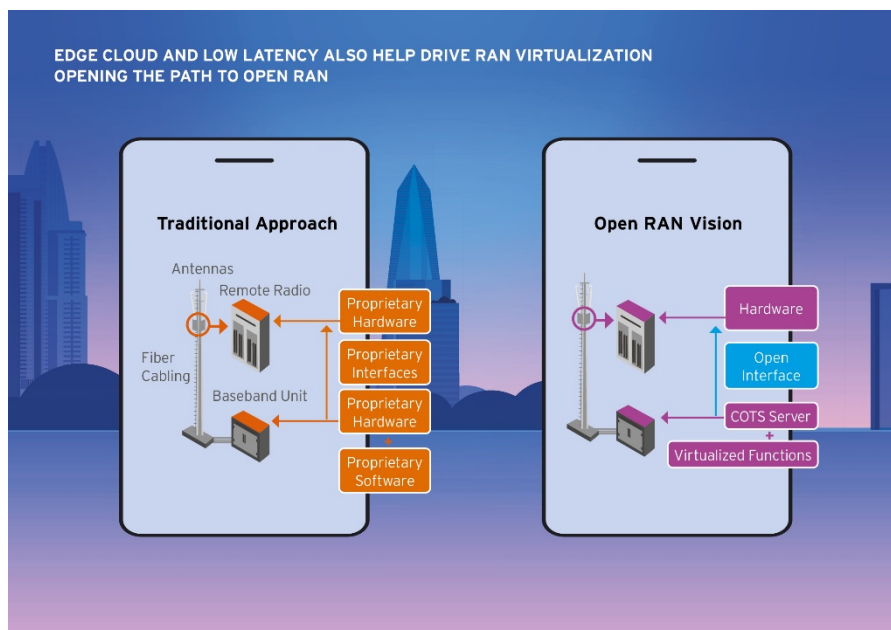 EDGE CLOUD AND LOW LATENCY ALSO HELP DRIVE RAN VIRTUALIZATION
OPENING THE PATH TO OPEN RAN
Traditional Approach
Antennas
Remote Radio
Proprietary
Hardware
Proprietary
Interfaces
Fiber
Cabling
Baseband Unit
Proprietary
Hardware
+
Proprietary
Software
Open RAN Vision
Hardware
Open
Interface
COTS Server
+
Virtualized Functions